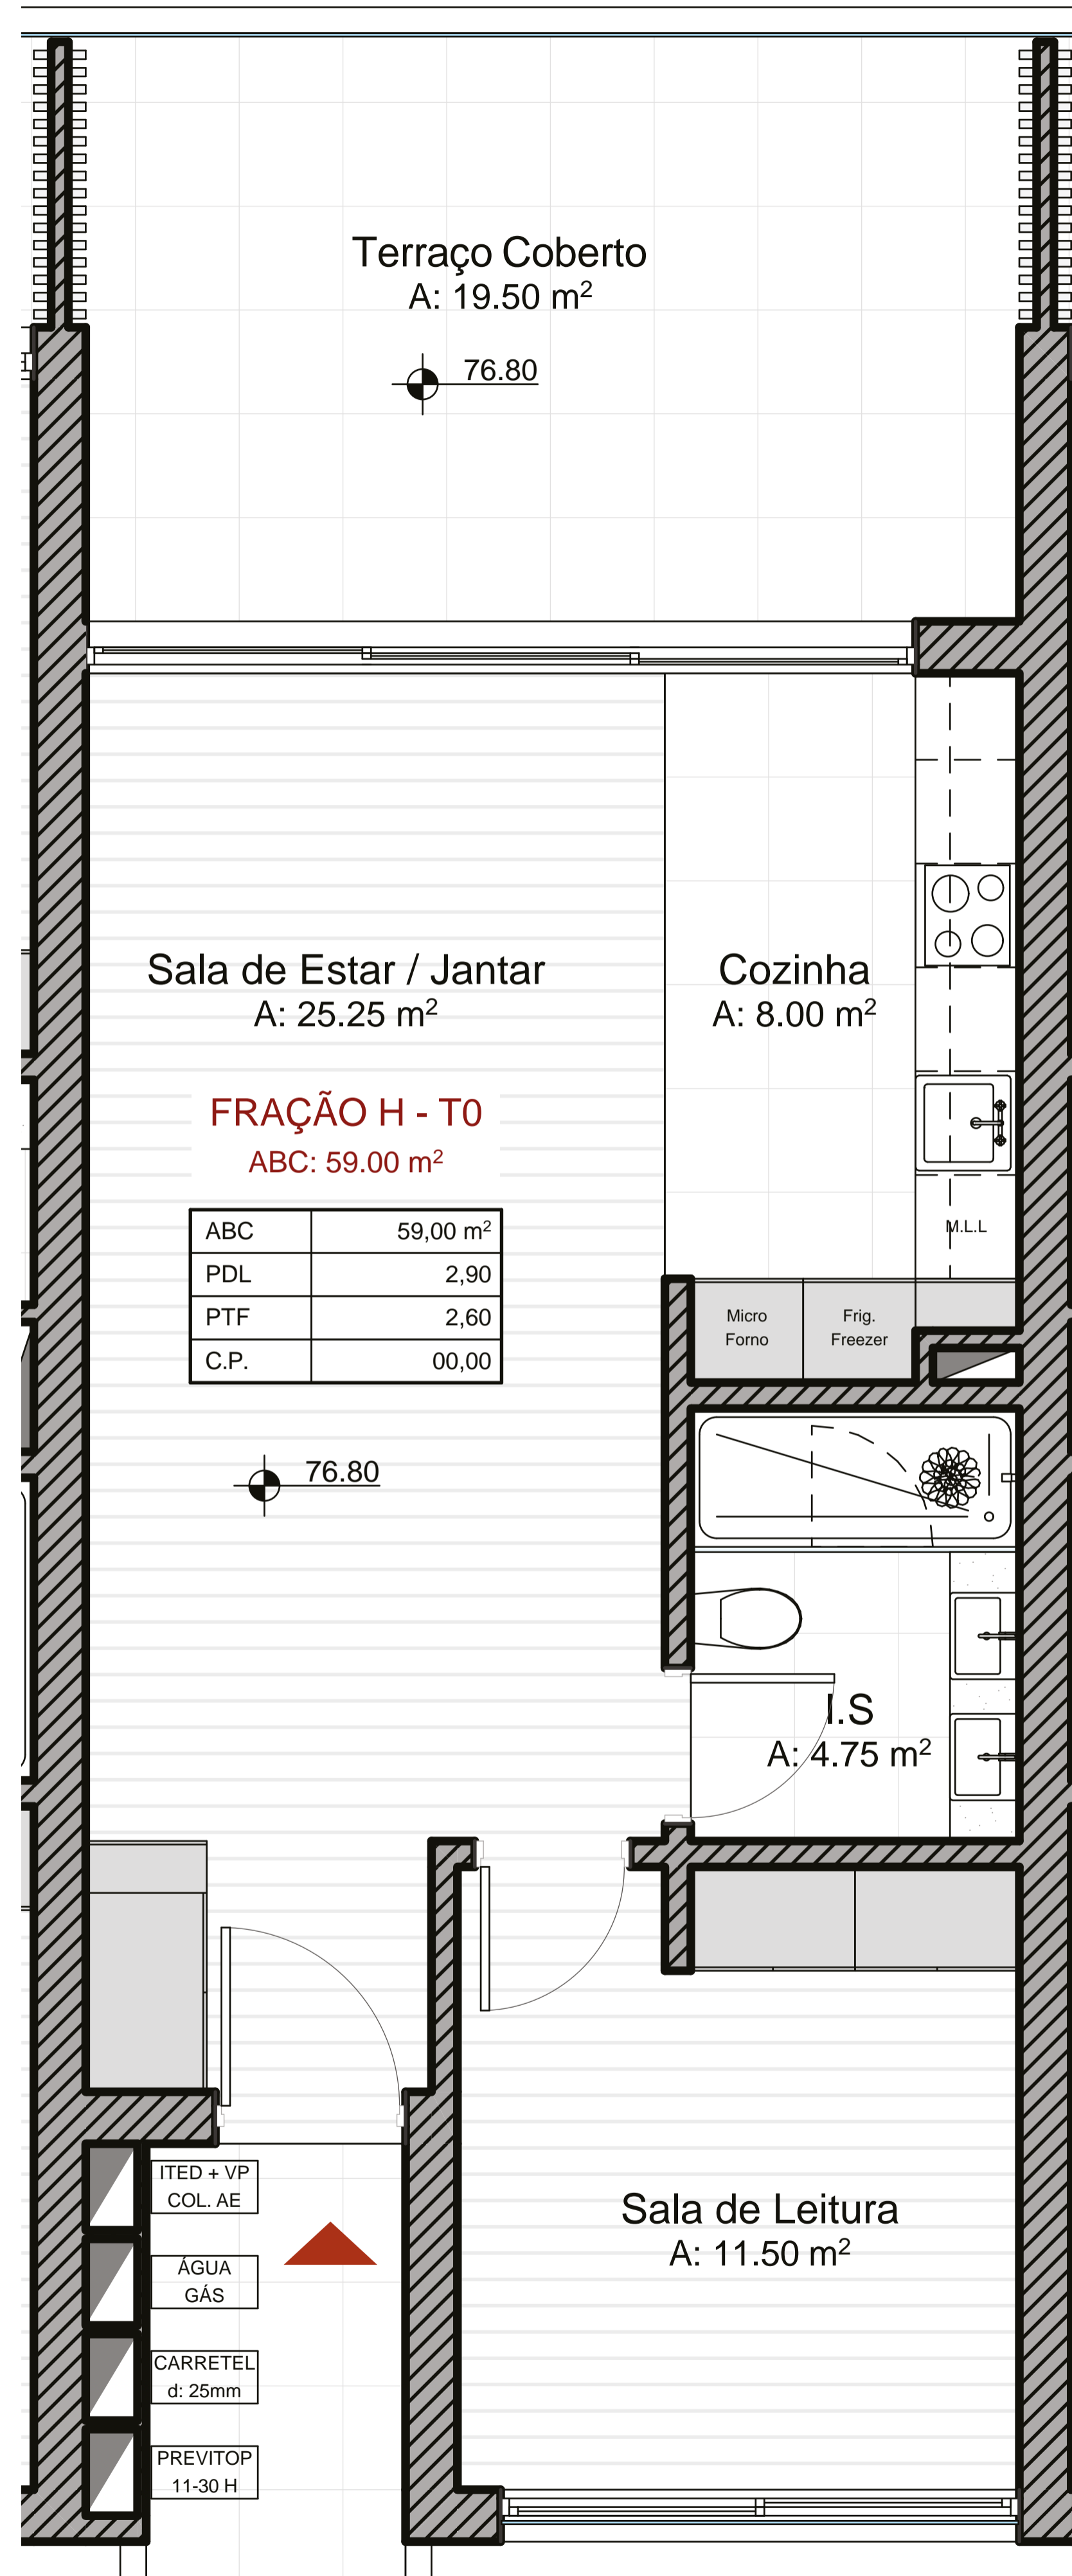 Terraço Coberto
A: 19.50 m²
76.80
Sala de Estar / Jantar
A: 25.25 m²
Cozinha
A: 8.00 m²
FRAÇÃO H - T0
ABC: 59.00 m²
ABC 59,00 m²
PDL 2,90
PTF 2,60
C.P. 00,00
M.L.L
Micro
Forno
Frig.
Freezer
76.80
I.S
A: 4.75 m²
ITED + VP
COL. AE
ÁGUA
GÁS
CARRETEL
d: 25mm
PREVITOP
11-30 H
Sala de Leitura
A: 11.50 m²